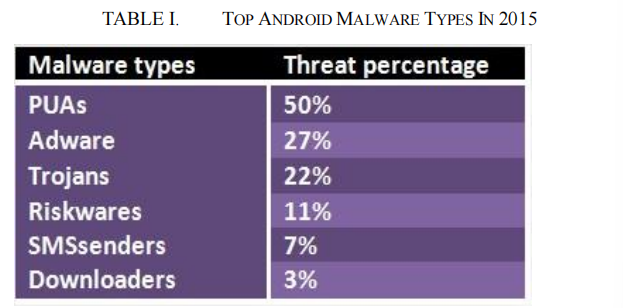 TABLE I. TOP ANDROID MALWARE TYPES IN 2015
Malware types Threat percentage
PUAs 50%
Adware 27%
Trojans 22%
Riskwares 11%
SMSsenders 7%
Downloaders 3%